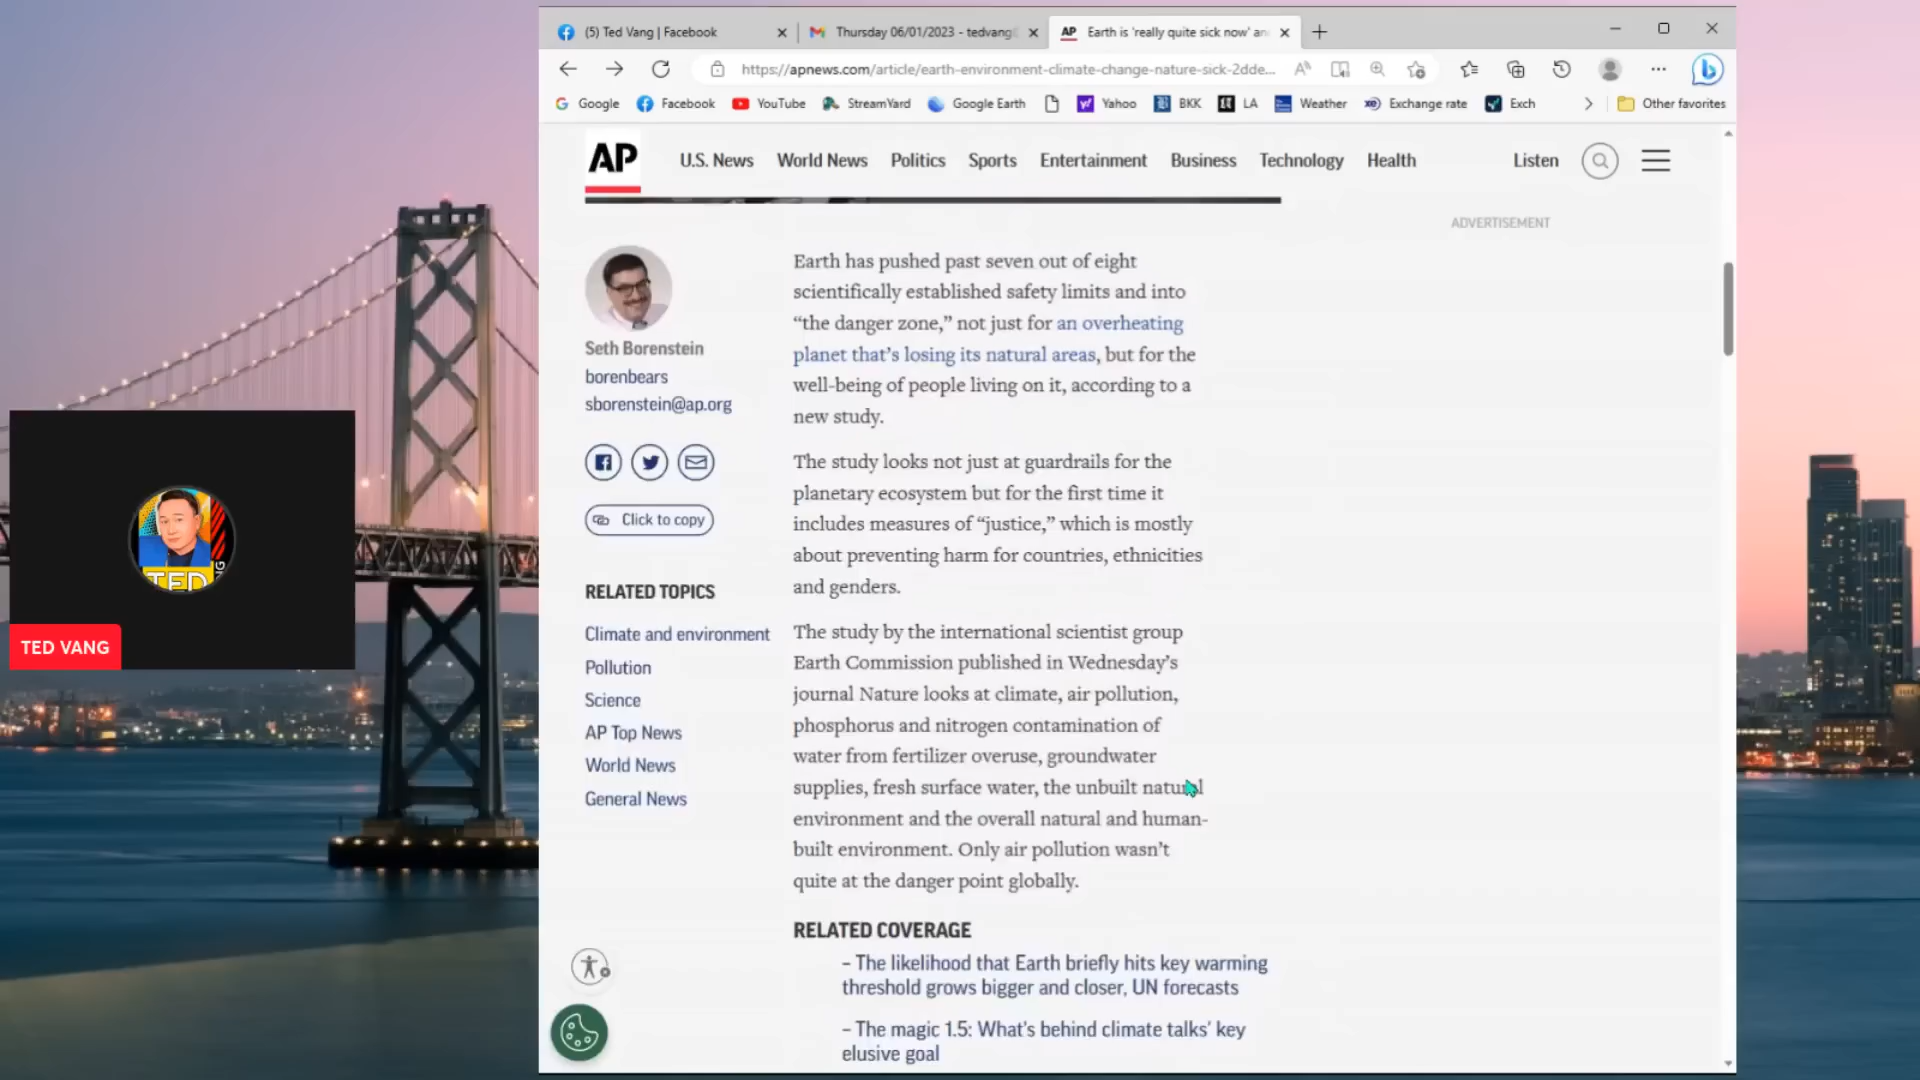 (5) Ted Vang | Facebook
Thursday 06/01/2023 - tedvang
AP Earth is 'really quite sick now' an
https://apnews.com/article/earth-environment-climate-change-nature-sick-2dde...
Google Facebook YouTube StreamYard Google Earth Yahoo BKK LA Weather Exchange rate Exch Other favorites
AP U.S. News World News Politics Sports Entertainment Business Technology Health Listen
ADVERTISEMENT
Seth Borenstein
borenbears
sborenstein@ap.org
Click to copy
RELATED TOPICS
Climate and environment
Pollution
Science
AP Top News
World News
General News
Earth has pushed past seven out of eight
scientifically established safety limits and into
“the danger zone,” not just for an overheating
planet that’s losing its natural areas, but for the
well-being of people living on it, according to a
new study.
The study looks not just at guardrails for the
planetary ecosystem but for the first time it
includes measures of “justice,” which is mostly
about preventing harm for countries, ethnicities
and genders.
The study by the international scientist group
Earth Commission published in Wednesday’s
journal Nature looks at climate, air pollution,
phosphorus and nitrogen contamination of
water from fertilizer overuse, groundwater
supplies, fresh surface water, the unbuilt natural
environment and the overall natural and human-
built environment. Only air pollution wasn’t
quite at the danger point globally.
RELATED COVERAGE
– The likelihood that Earth briefly hits key warming
threshold grows bigger and closer, UN forecasts
– The magic 1.5: What’s behind climate talks’ key
elusive goal
TED
TED VANG